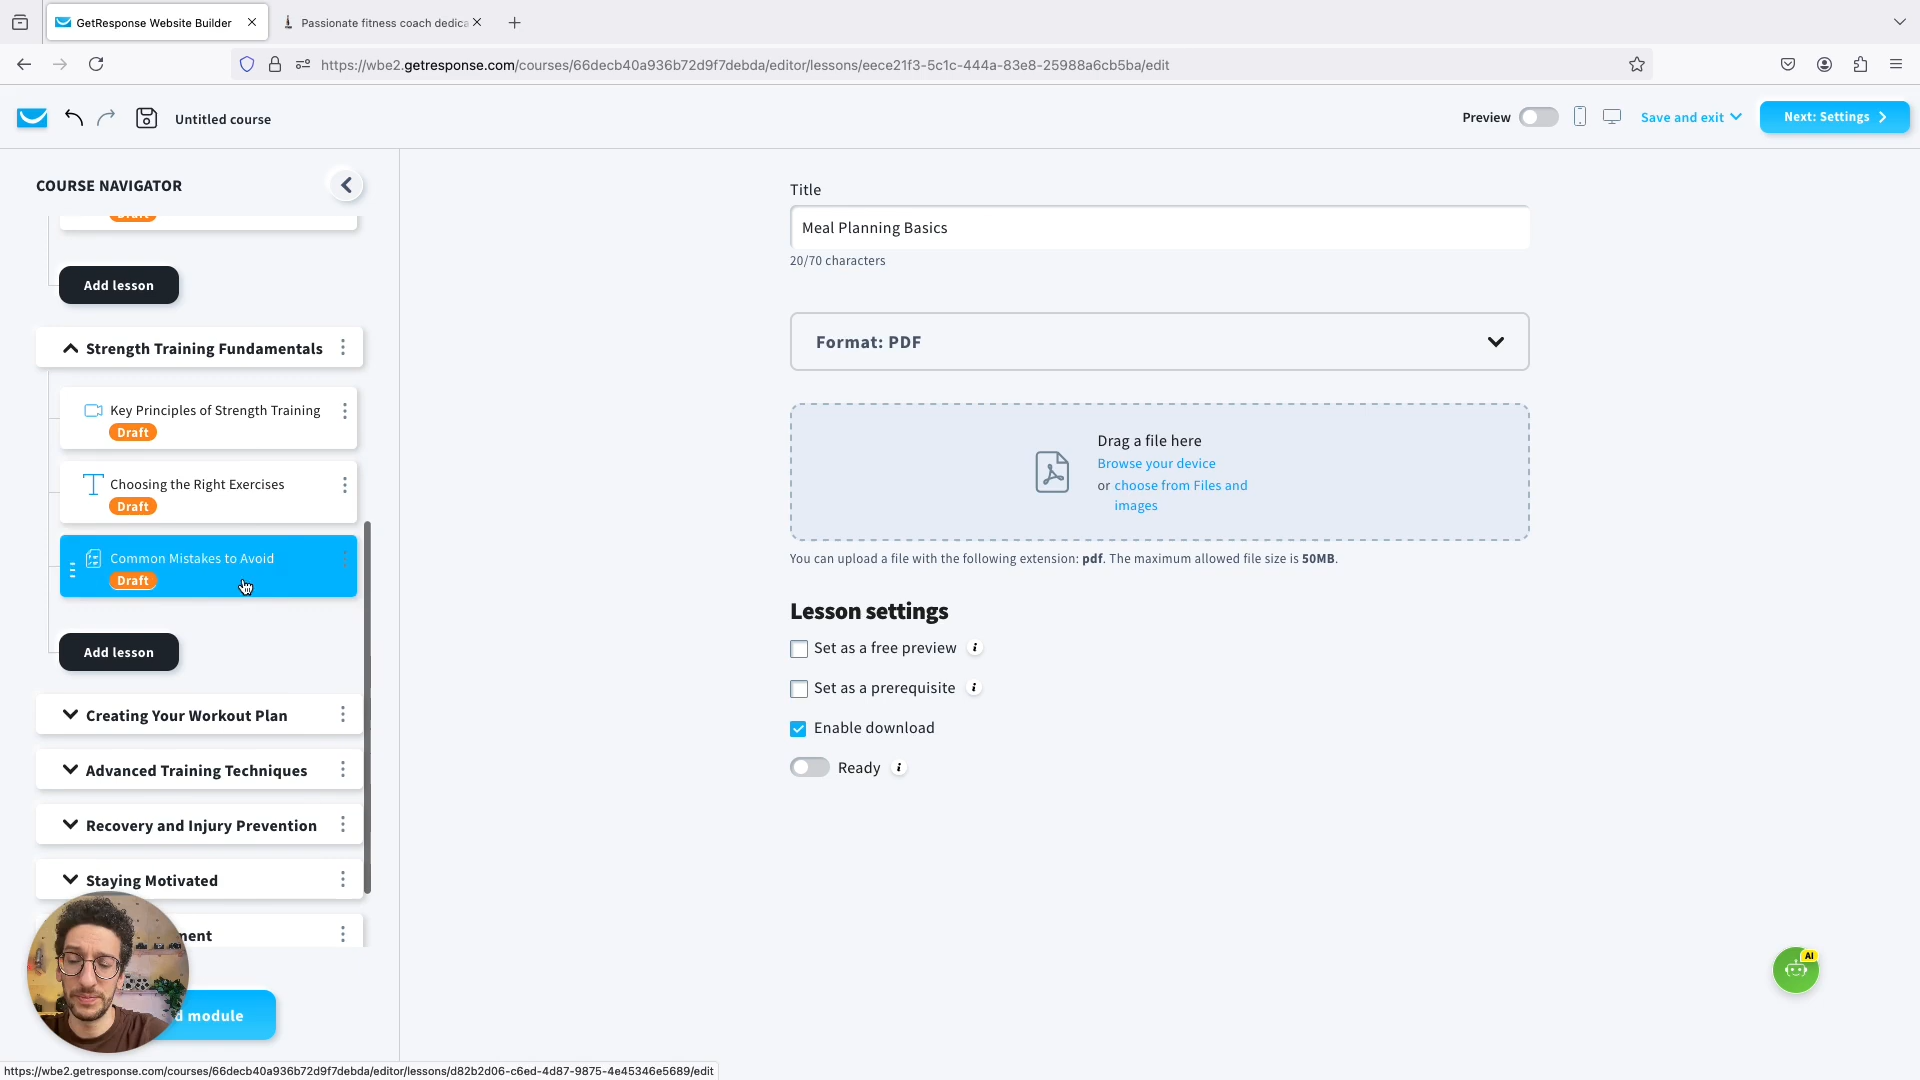 GetResponse Website Builder
Passionate fitness coach dedica
https://wbe2.getresponse.com/courses/66decb40a936b72d9f7debda/editor/lessons/eece21f3-5c1c-444a-83e8-25988a6cb5ba/edit
Untitled course
Preview
Save and exit
Next: Settings
COURSE NAVIGATOR
Draft
Add lesson
Strength Training Fundamentals
Key Principles of Strength Training
Draft
Choosing the Right Exercises
Draft
Common Mistakes to Avoid
Draft
Add lesson
Creating Your Workout Plan
Advanced Training Techniques
Recovery and Injury Prevention
Staying Motivated
ment
d module
Title
Meal Planning Basics
20/70 characters
Format: PDF
Drag a file here
Browse your device
or choose from Files and
images
You can upload a file with the following extension: pdf. The maximum allowed file size is 50MB.
Lesson settings
Set as a free preview
Set as a prerequisite
Enable download
Ready
AI
https://wbe2.getresponse.com/courses/66decb40a936b72d9f7debda/editor/lessons/d82b2d06-c6ed-4d87-9875-4e45346e5689/edit